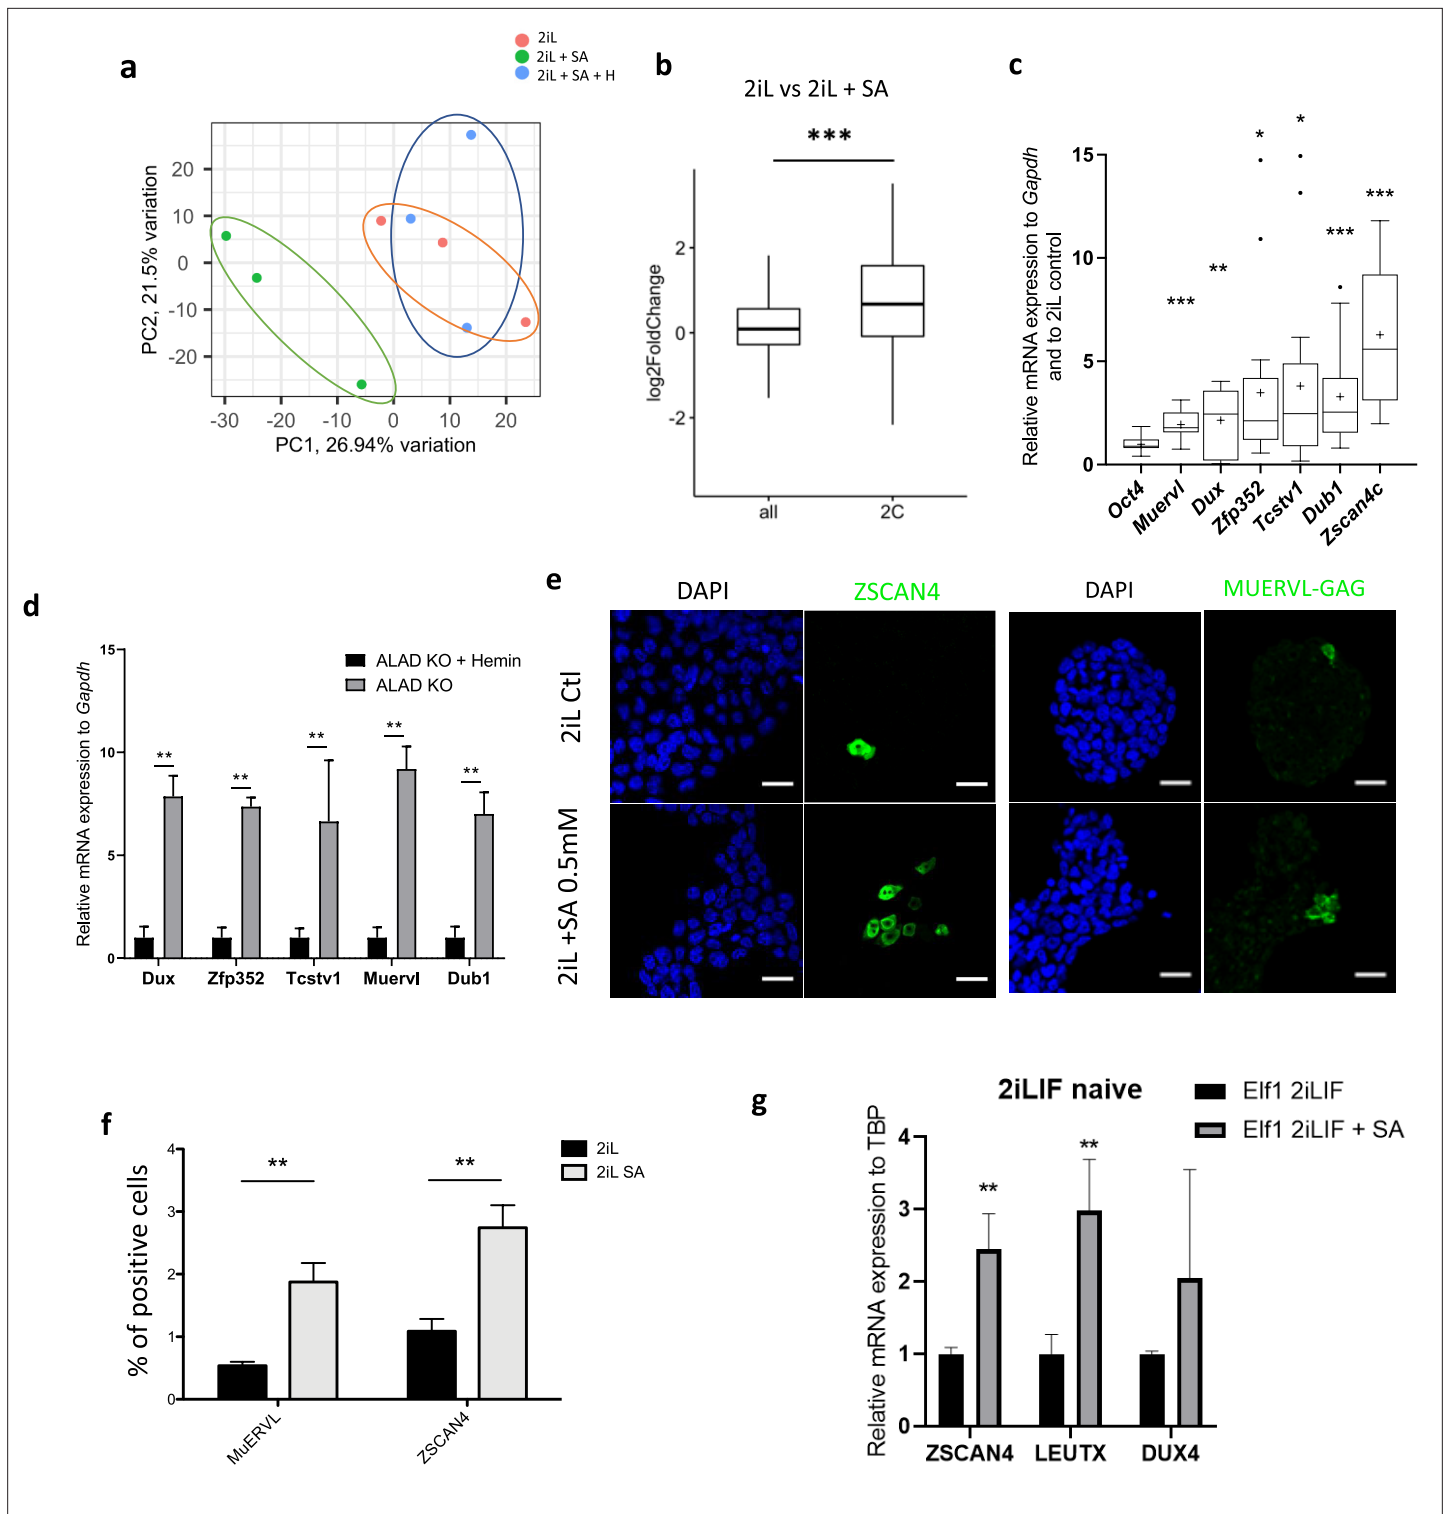 a
2iL
2iL + SA
2iL + SA + H
PC2, 21.5% variation
20
10
0
-10
-20
-30
-20
-10
0
10
20
PC1, 26.94% variation
b
2iL vs 2iL + SA
***
log2FoldChange
2
0
-2
all
2C
c
Relative mRNA expression to Gapdh
and to 2iL control
15
10
5
0
***
**
*
*
***
***
Oct4
Muervl
Dux
Zfp352
Tcstv1
Dub1
Zscan4c
d
Relative mRNA expression to Gapdh
15
10
5
0
ALAD KO + Hemin
ALAD KO
**
**
**
**
**
Dux
Zfp352
Tcstv1
Muervl
Dub1
e
DAPI
ZSCAN4
DAPI
MUERVL-GAG
2iL Ctl
2iL +SA 0.5mM
f
% of positive cells
4
3
2
1
0
**
**
2iL
2iL SA
MuERVL
ZSCAN4
g
2iLIF naive
Elf1 2iLIF
Elf1 2iLIF + SA
Relative mRNA expression to TBP
4
3
2
1
0
**
**
ZSCAN4
LEUTX
DUX4